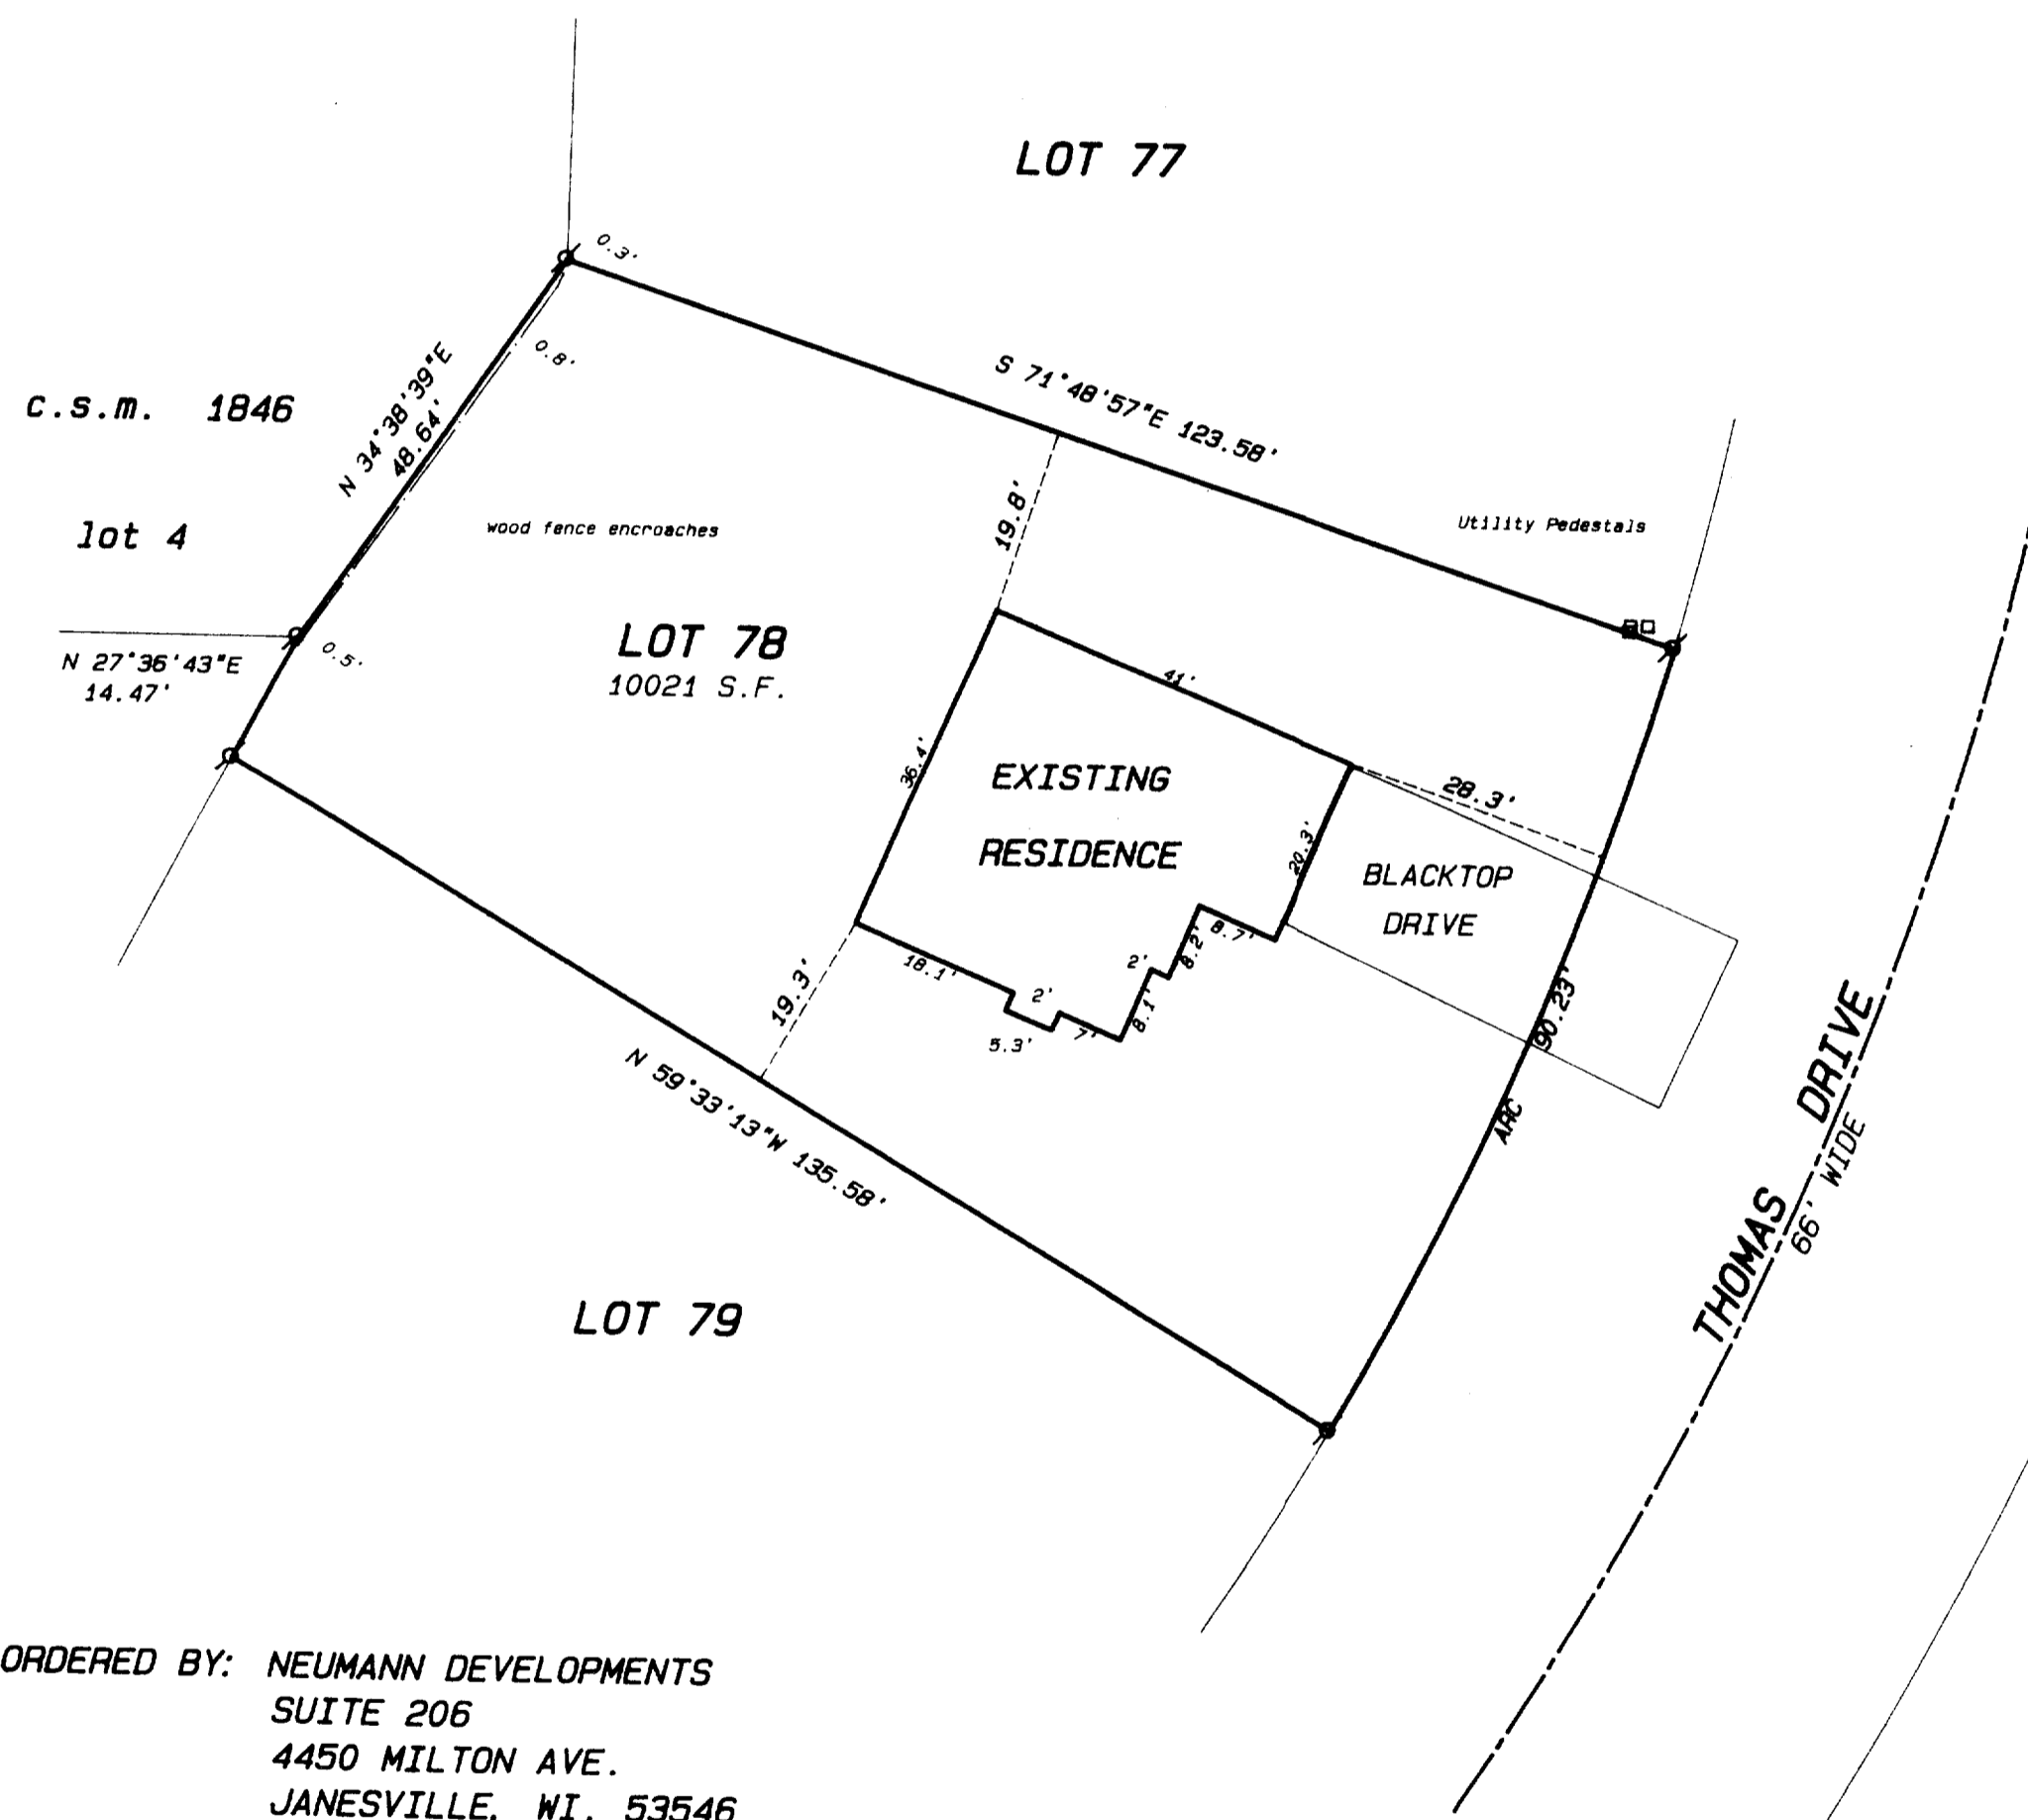 LOT 77
0.3'
0.8'
N 34°38'39"E
48.64'
S 71°48'57"E 123.58'
c.s.m. 1846
lot 4
wood fence encroaches
19.8'
Utility Pedestals
N 27°36'43"E
14.47'
0.5'
LOT 78
10021 S.F.
41'
36.4'
EXISTING
RESIDENCE
28.3'
20.3'
BLACKTOP
DRIVE
8.7'
8.2'
2'
18.1'
2'
8.1'
5.3'
7'
19.3'
90.23'
ARC
N 59°33'13"W 135.58'
THOMAS DRIVE
66' WIDE
LOT 79
ORDERED BY: NEUMANN DEVELOPMENTS
SUITE 206
4450 MILTON AVE.
JANESVILLE, WI. 53546